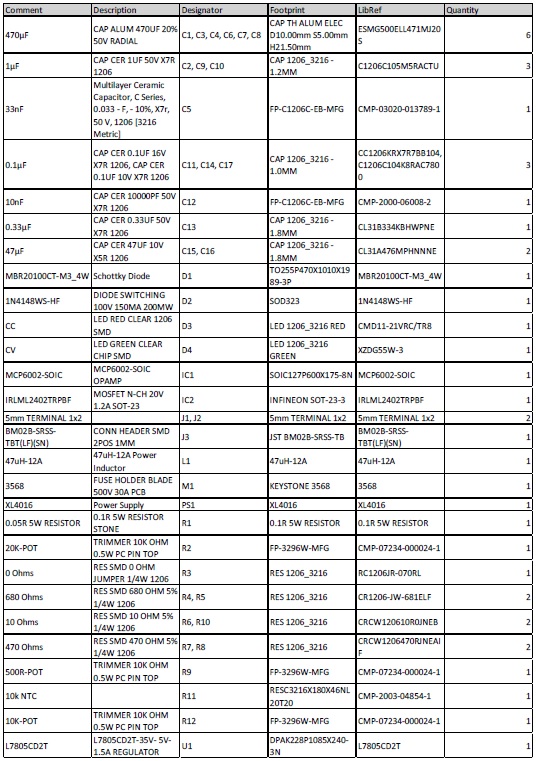 Comment Description Designator Footprint LibRef Quantity
470µF CAP ALUM 470UF 20% 50V RADIAL C1, C3, C4, C6, C7, C8 CAP TH ALUM ELEC D10.00mm S5.00mm H21.50mm ESMG500ELL471MJ20S 6
1µF CAP CER 1UF 50V X7R 1206 C2, C9, C10 CAP 1206_3216 - 1.2MM C1206C105M5RACTU 3
33nF Multilayer Ceramic Capacitor, C Series, 0.033 - F, - 10%, X7r, 50 V, 1206 [3216 Metric] C5 FP-C1206C-EB-MFG CMP-03020-013789-1 1
0.1µF CAP CER 0.1UF 16V X7R 1206, CAP CER 0.1UF 10V X7R 1206 C11, C14, C17 CAP 1206_3216 - 1.0MM CC1206KRX7R7BB104, C1206C104K8RAC7800 3
10nF CAP CER 10000PF 50V X7R 1206 C12 FP-C1206C-EB-MFG CMP-2000-06008-2 1
0.33µF CAP CER 0.33UF 50V X7R 1206 C13 CAP 1206_3216 - 1.8MM CL31B334KBHWPNE 1
47µF CAP CER 47UF 10V X5R 1206 C15, C16 CAP 1206_3216 - 1.8MM CL31A476MPHNNNE 2
MBR20100CT-M3_4W Schottky Diode D1 TO255P470X1010X1989-3P MBR20100CT-M3_4W 1
1N4148WS-HF DIODE SWITCHING 100V 150MA 200MW D2 SOD323 1N4148WS-HF 1
CC LED RED CLEAR 1206 SMD D3 LED 1206_3216 RED CMD11-21VRC/TR8 1
CV LED GREEN CLEAR CHIP SMD D4 LED 1206_3216 GREEN XZDG55W-3 1
MCP6002-SOIC MCP6002-SOIC OPAMP IC1 SOIC127P600X175-8N MCP6002-SOIC 1
IRLML2402TRPBF MOSFET N-CH 20V 1.2A SOT-23 IC2 INFINEON SOT-23-3 IRLML2402TRPBF 1
5mm TERMINAL 1x2 J1, J2 5mm TERMINAL 1x2 5mm TERMINAL 1x2 2
BM02B-SRSS-TBT(LF)(SN) CONN HEADER SMD 2POS 1MM J3 JST BM02B-SRSS-TB BM02B-SRSS-TBT(LF)(SN) 1
47uH-12A 47uH-12A Power Inductor L1 47uH-12A 47uH-12A 1
3568 FUSE HOLDER BLADE 500V 30A PCB M1 KEYSTONE 3568 3568 1
XL4016 Power Supply PS1 XL4016 XL4016 1
0.05R 5W RESISTOR 0.1R 5W RESISTOR STONE R1 0.1R 5W RESISTOR 0.1R 5W RESISTOR 1
20K-POT TRIMMER 10K OHM 0.5W PC PIN TOP R2 FP-3296W-MFG CMP-07234-000024-1 1
0 Ohms RES SMD 0 OHM JUMPER 1/4W 1206 R3 RES 1206_3216 RC1206JR-070RL 1
680 Ohms RES SMD 680 OHM 5% 1/4W 1206 R4, R5 RES 1206_3216 CR1206-JW-681ELF 2
10 Ohms RES SMD 10 OHM 5% 1/4W 1206 R6, R10 RES 1206_3216 CRCW120610R0JNEB 2
470 Ohms RES SMD 470 OHM 5% 1/4W 1206 R7, R8 RES 1206_3216 CRCW1206470RJNEAIF 2
500R-POT TRIMMER 10K OHM 0.5W PC PIN TOP R9 FP-3296W-MFG CMP-07234-000024-1 1
10k NTC R11 RESC3216X180X46NL20T20 CMP-2003-04854-1 1
10K-POT TRIMMER 10K OHM 0.5W PC PIN TOP R12 FP-3296W-MFG CMP-07234-000024-1 1
L7805CD2T L7805CD2T-35V- 5V-1.5A REGULATOR U1 DPAK228P1085X240-3N L7805CD2T 1